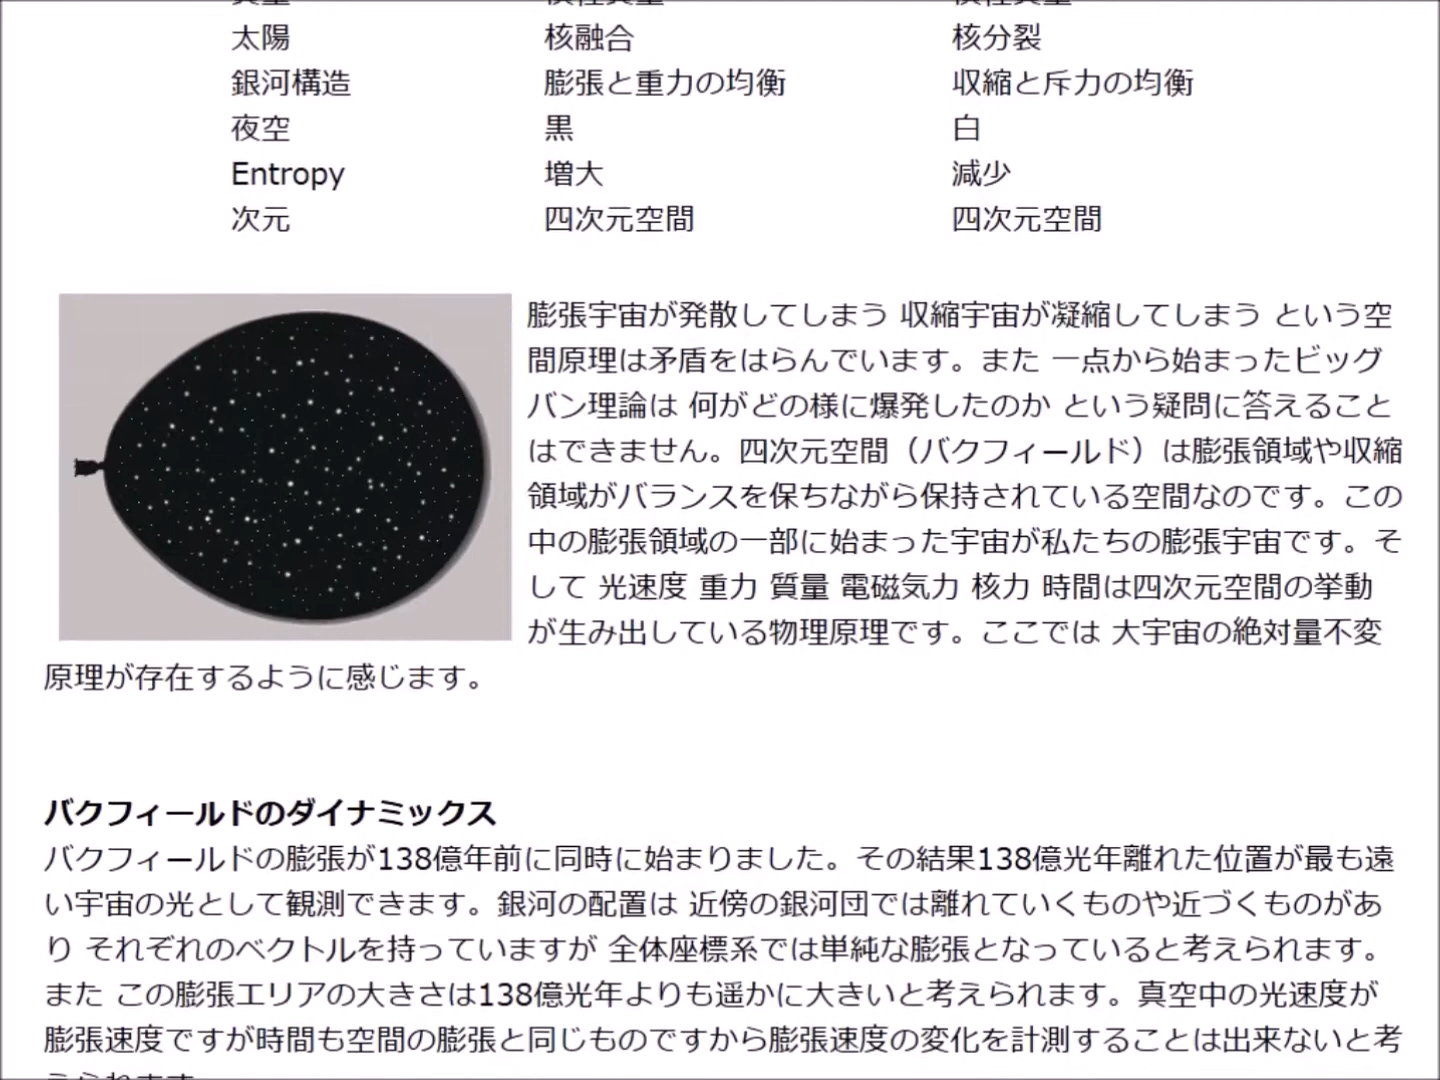 太陽 核融合 核分裂
銀河構造 膨張と重力の均衡 収縮と斥力の均衡
夜空 黒 白
Entropy 増大 減少
次元 四次元空間 四次元空間
膨張宇宙が発散してしまう 収縮宇宙が凝縮してしまう という空
間原理は矛盾をはらんでいます。また 一点から始まったビッグ
バン理論は 何がどの様に爆発したのか という疑問に答えること
はできません。四次元空間（バクフィールド）は膨張領域や収縮
領域がバランスを保ちながら保持されている空間なのです。この
中の膨張領域の一部に始まった宇宙が私たちの膨張宇宙です。そ
して 光速度 重力 質量 電磁気力 核力 時間は四次元空間の挙動
が生み出している物理原理です。ここでは 大宇宙の絶対量不変
原理が存在するように感じます。
バクフィールドのダイナミックス
バクフィールドの膨張が138億年前に同時に始まりました。その結果138億光年離れた位置が最も遠
い宇宙の光として観測できます。銀河の配置は 近傍の銀河団では離れていくものや近づくものがあ
り それぞれのベクトルを持っていますが 全体座標系では単純な膨張となっていると考えられます。
また この膨張エリアの大きさは138億光年よりも遥かに大きいと考えられます。真空中の光速度が
膨張速度ですが時間も空間の膨張と同じものですから膨張速度の変化を計測することは出来ないと考